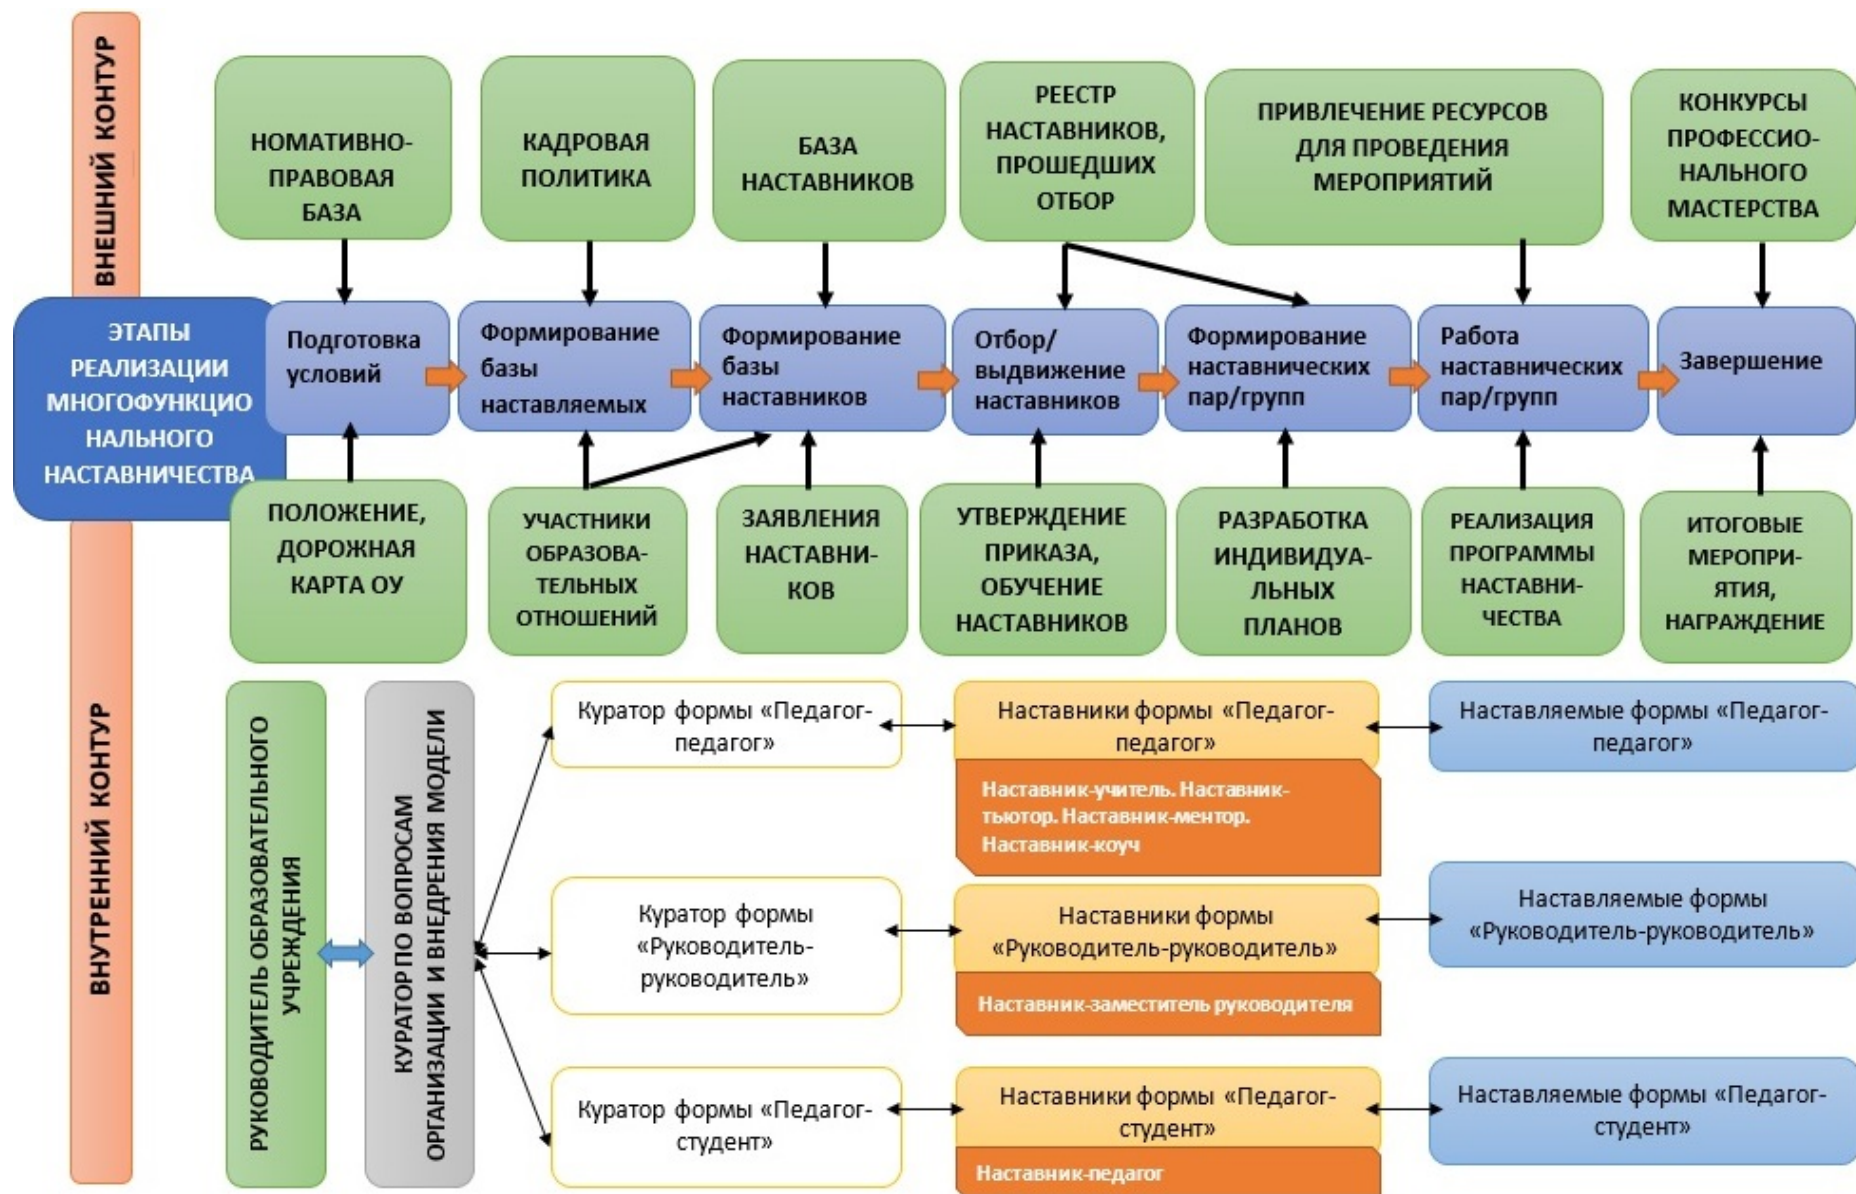 ВНЕШНИЙ КОНТУР
НОМАТИВНО-
ПРАВОВАЯ
БАЗА
КАДРОВАЯ
ПОЛИТИКА
БАЗА
НАСТАВНИКОВ
РЕЕСТР
НАСТАВНИКОВ,
ПРОШЕДШИХ
ОТБОР
ПРИВЛЕЧЕНИЕ РЕСУРСОВ
ДЛЯ ПРОВЕДЕНИЯ
МЕРОПРИЯТИЙ
КОНКУРСЫ
ПРОФЕССИО-
НАЛЬНОГО
МАСТЕРСТВА
ЭТАПЫ
РЕАЛИЗАЦИИ
МНОГОФУНКЦИО
НАЛЬНОГО
НАСТАВНИЧЕСТВА
Подготовка
условий
Формирование
базы
наставляемых
Формирование
базы
наставников
Отбор/
выдвижение
наставников
Формирование
наставнических
пар/групп
Работа
наставнических
пар/групп
Завершение
ПОЛОЖЕНИЕ,
ДОРОЖНАЯ
КАРТА ОУ
УЧАСТНИКИ
ОБРАЗОВА-
ТЕЛЬНЫХ
ОТНОШЕНИЙ
ЗАЯВЛЕНИЯ
НАСТАВНИ-
КОВ
УТВЕРЖДЕНИЕ
ПРИКАЗА,
ОБУЧЕНИЕ
НАСТАВНИКОВ
РАЗРАБОТКА
ИНДИВИДУА-
ЛЬНЫХ
ПЛАНОВ
РЕАЛИЗАЦИЯ
ПРОГРАММЫ
НАСТАВНИ-
ЧЕСТВА
ИТОГОВЫЕ
МЕРОПРИ-
ЯТИЯ,
НАГРАЖДЕНИЕ
ВНУТРЕННИЙ КОНТУР
РУКОВОДИТЕЛЬ ОБРАЗОВАТЕЛЬНОГО
УЧРЕЖДЕНИЯ
КУРАТОР ПО ВОПРОСАМ
ОРГАНИЗАЦИИ И ВНЕДРЕНИЯ МОДЕЛИ
Куратор формы «Педагог-
педагог»
Наставники формы «Педагог-
педагог»
Наставляемые формы «Педагог-
педагог»
Наставник-учитель. Наставник-
тьютор. Наставник-ментор.
Наставник-коуч
Куратор формы
«Руководитель-
руководитель»
Наставники формы
«Руководитель-руководитель»
Наставляемые формы
«Руководитель-руководитель»
Наставник-заместитель руководителя
Куратор формы «Педагог-
студент»
Наставники формы «Педагог-
студент»
Наставляемые формы «Педагог-
студент»
Наставник-педагог